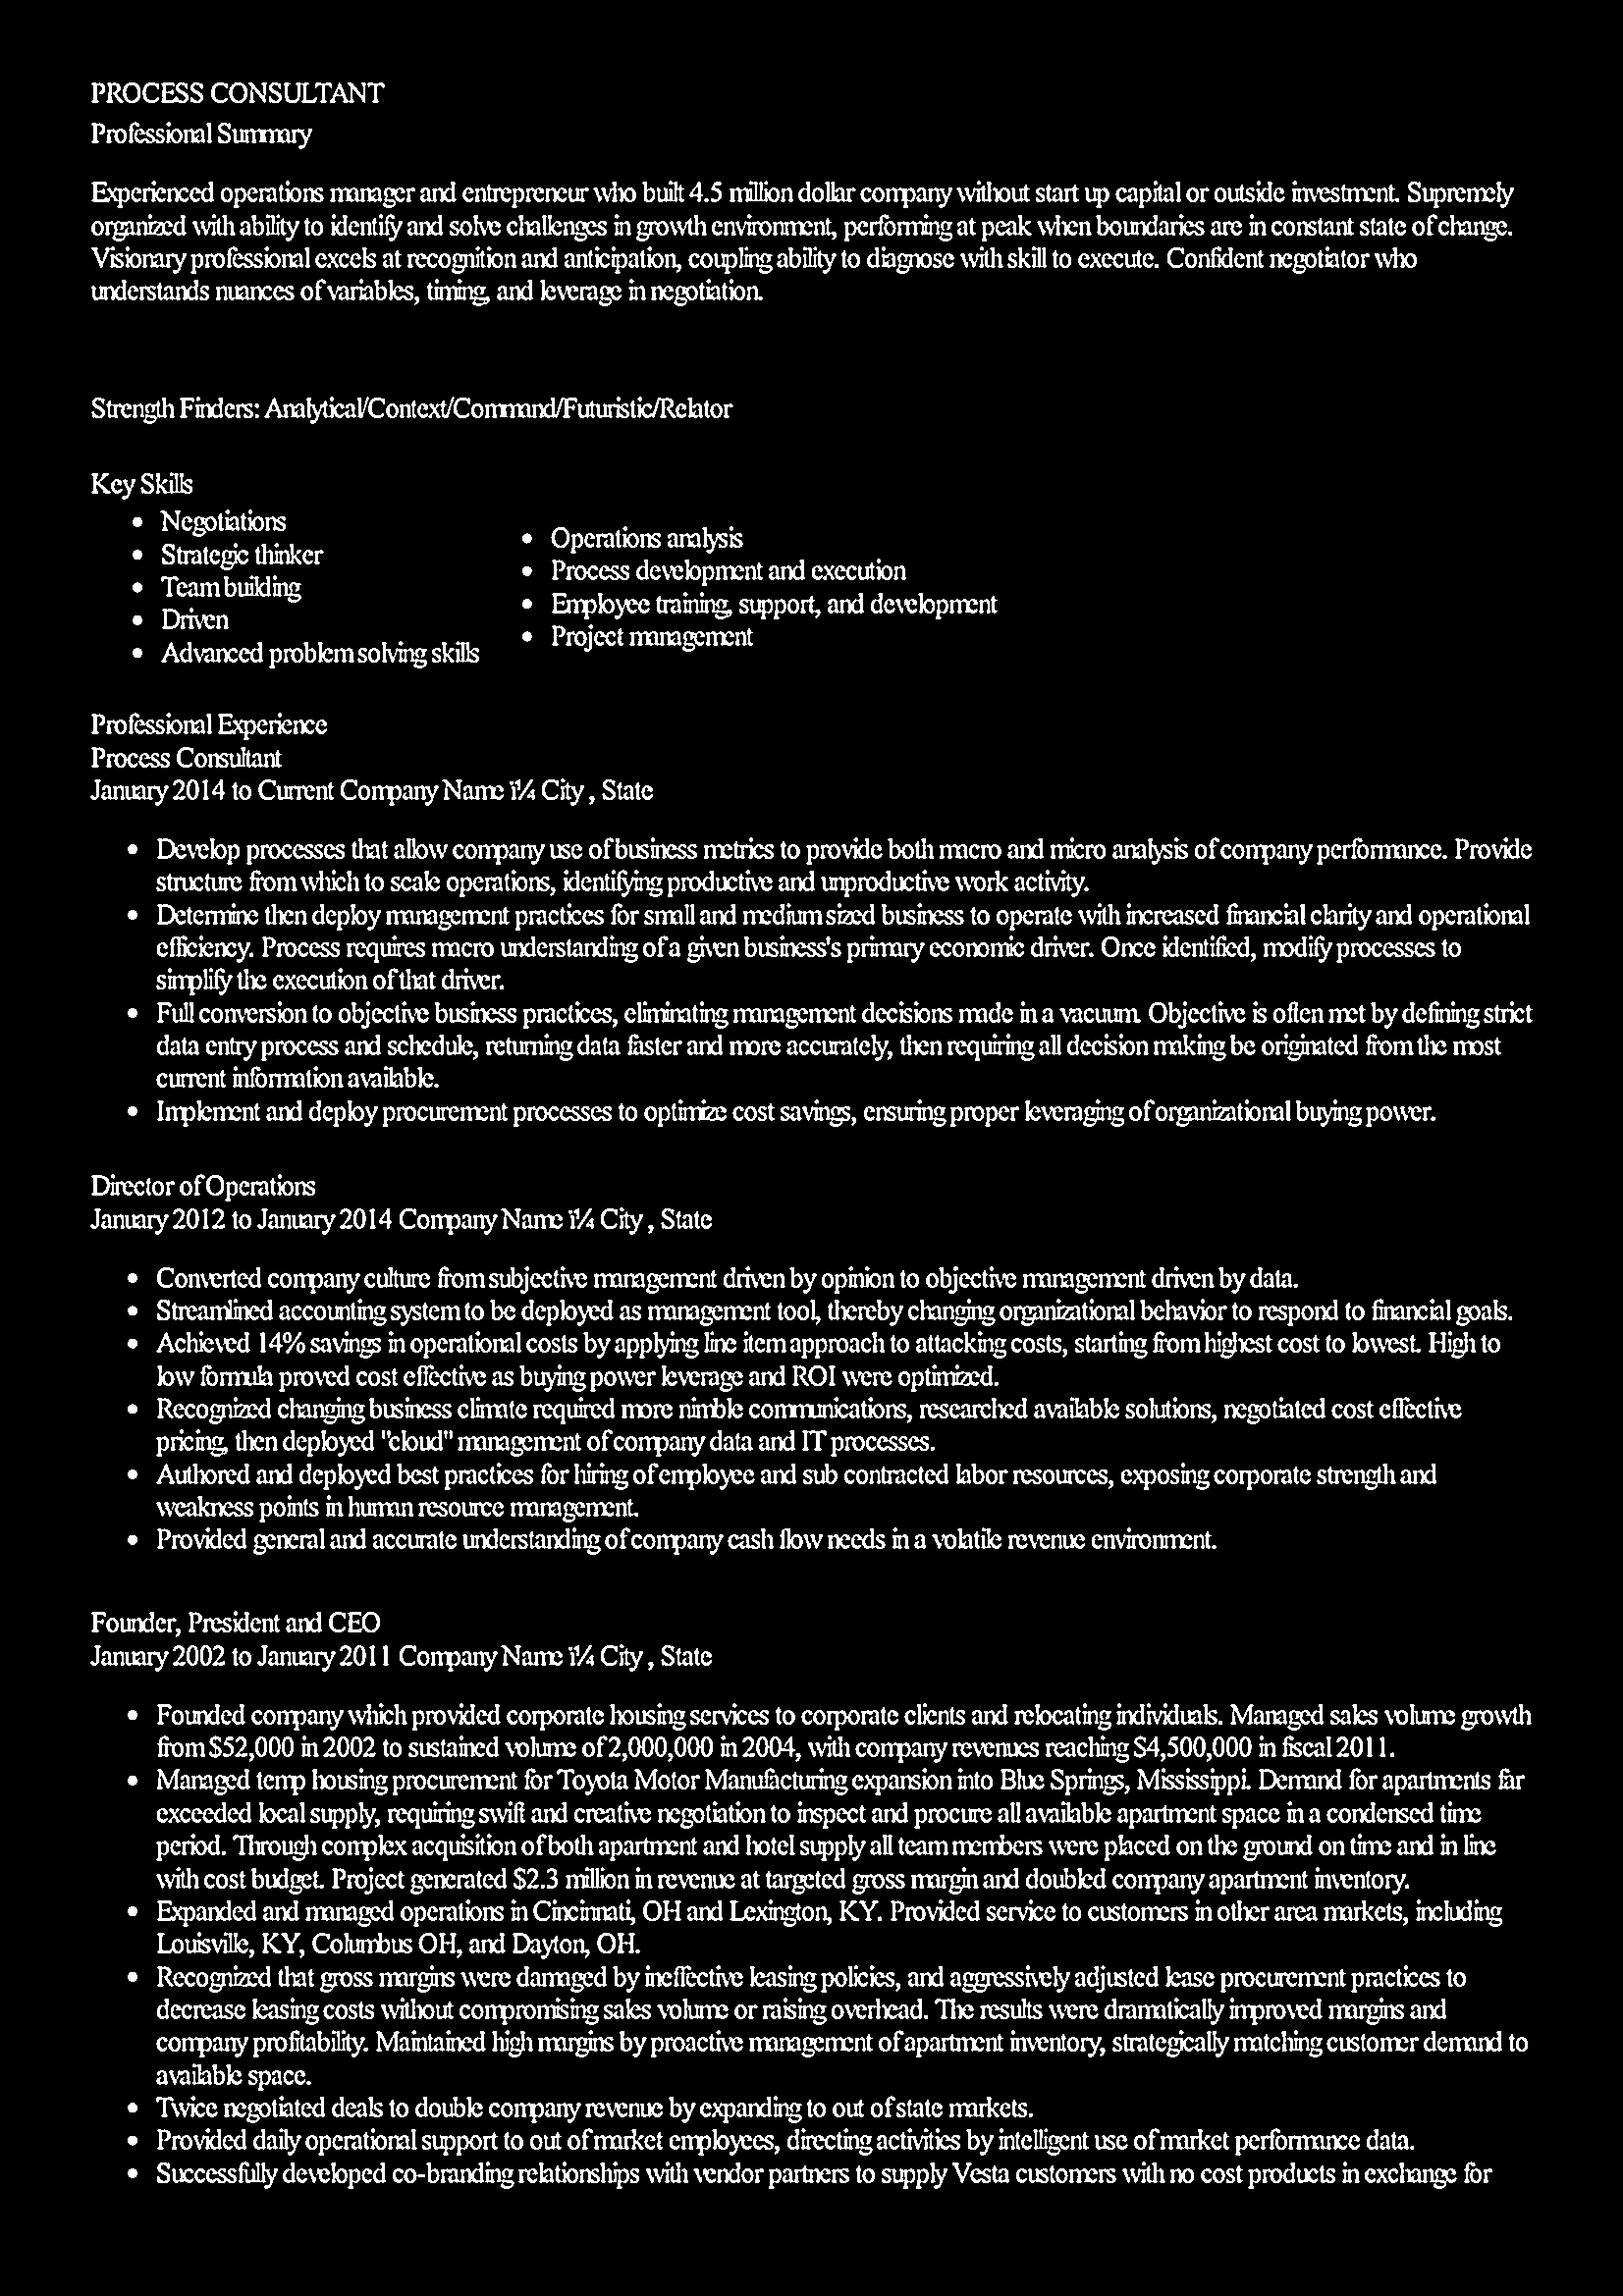 PROCESS CONSULTANT
Professional Summary
Experienced operations manager and entrepreneur who built 4.5 million dollar company without start up capital or outside investment. Supremely
organized with ability to identify and solve challenges in growth environment, performing at peak when boundaries are in constant state of change.
Visionary professional excels at recognition and anticipation, coupling ability to diagnose with skill to execute. Confident negotiator who
understands nuances of variables, timing, and leverage in negotiation.
Strength Finders: Analytical/Context/Command/Futuristic/Relator
Key Skills
• Negotiations
• Strategic thinker
• Team building
• Driven
• Advanced problem solving skills
• Operations analysis
• Process development and execution
• Employee training, support, and development
• Project management
Professional Experience
Process Consultant
January 2014 to Current Company Name ï¼ City , State
• Develop processes that allow company use of business metrics to provide both macro and micro analysis of company performance. Provide
structure from which to scale operations, identifying productive and unproductive work activity.
• Determine then deploy management practices for small and medium sized business to operate with increased financial clarity and operational
efficiency. Process requires macro understanding of a given business's primary economic driver. Once identified, modify processes to
simplify the execution of that driver.
• Full conversion to objective business practices, eliminating management decisions made in a vacuum. Objective is often met by defining strict
data entry process and schedule, returning data faster and more accurately, then requiring all decision making be originated from the most
current information available.
• Implement and deploy procurement processes to optimize cost savings, ensuring proper leveraging of organizational buying power.
Director of Operations
January 2012 to January 2014 Company Name ï¼ City , State
• Converted company culture from subjective management driven by opinion to objective management driven by data.
• Streamlined accounting system to be deployed as management tool, thereby changing organizational behavior to respond to financial goals.
• Achieved 14% savings in operational costs by applying line item approach to attacking costs, starting from highest cost to lowest. High to
low formula proved cost effective as buying power leverage and ROI were optimized.
• Recognized changing business climate required more nimble communications, researched available solutions, negotiated cost effective
pricing, then deployed "cloud" management of company data and IT processes.
• Authored and deployed best practices for hiring of employee and sub contracted labor resources, exposing corporate strength and
weakness points in human resource management.
• Provided general and accurate understanding of company cash flow needs in a volatile revenue environment.
Founder, President and CEO
January 2002 to January 2011 Company Name ï¼ City , State
• Founded company which provided corporate housing services to corporate clients and relocating individuals. Managed sales volume growth
from $52,000 in 2002 to sustained volume of 2,000,000 in 2004, with company revenues reaching $4,500,000 in fiscal 2011.
• Managed temp housing procurement for Toyota Motor Manufacturing expansion into Blue Springs, Mississippi. Demand for apartments far
exceeded local supply, requiring swift and creative negotiation to inspect and procure all available apartment space in a condensed time
period. Through complex acquisition of both apartment and hotel supply all team members were placed on the ground on time and in line
with cost budget. Project generated $2.3 million in revenue at targeted gross margin and doubled company apartment inventory.
• Expanded and managed operations in Cincinnati, OH and Lexington, KY. Provided service to customers in other area markets, including
Louisville, KY, Columbus OH, and Dayton, OH.
• Recognized that gross margins were damaged by ineffective leasing policies, and aggressively adjusted lease procurement practices to
decrease leasing costs without compromising sales volume or raising overhead. The results were dramatically improved margins and
company profitability. Maintained high margins by proactive management of apartment inventory, strategically matching customer demand to
available space.
• Twice negotiated deals to double company revenue by expanding to out of state markets.
• Provided daily operational support to out of market employees, directing activities by intelligent use of market performance data.
• Successfully developed co-branding relationships with vendor partners to supply Vesta customers with no cost products in exchange for